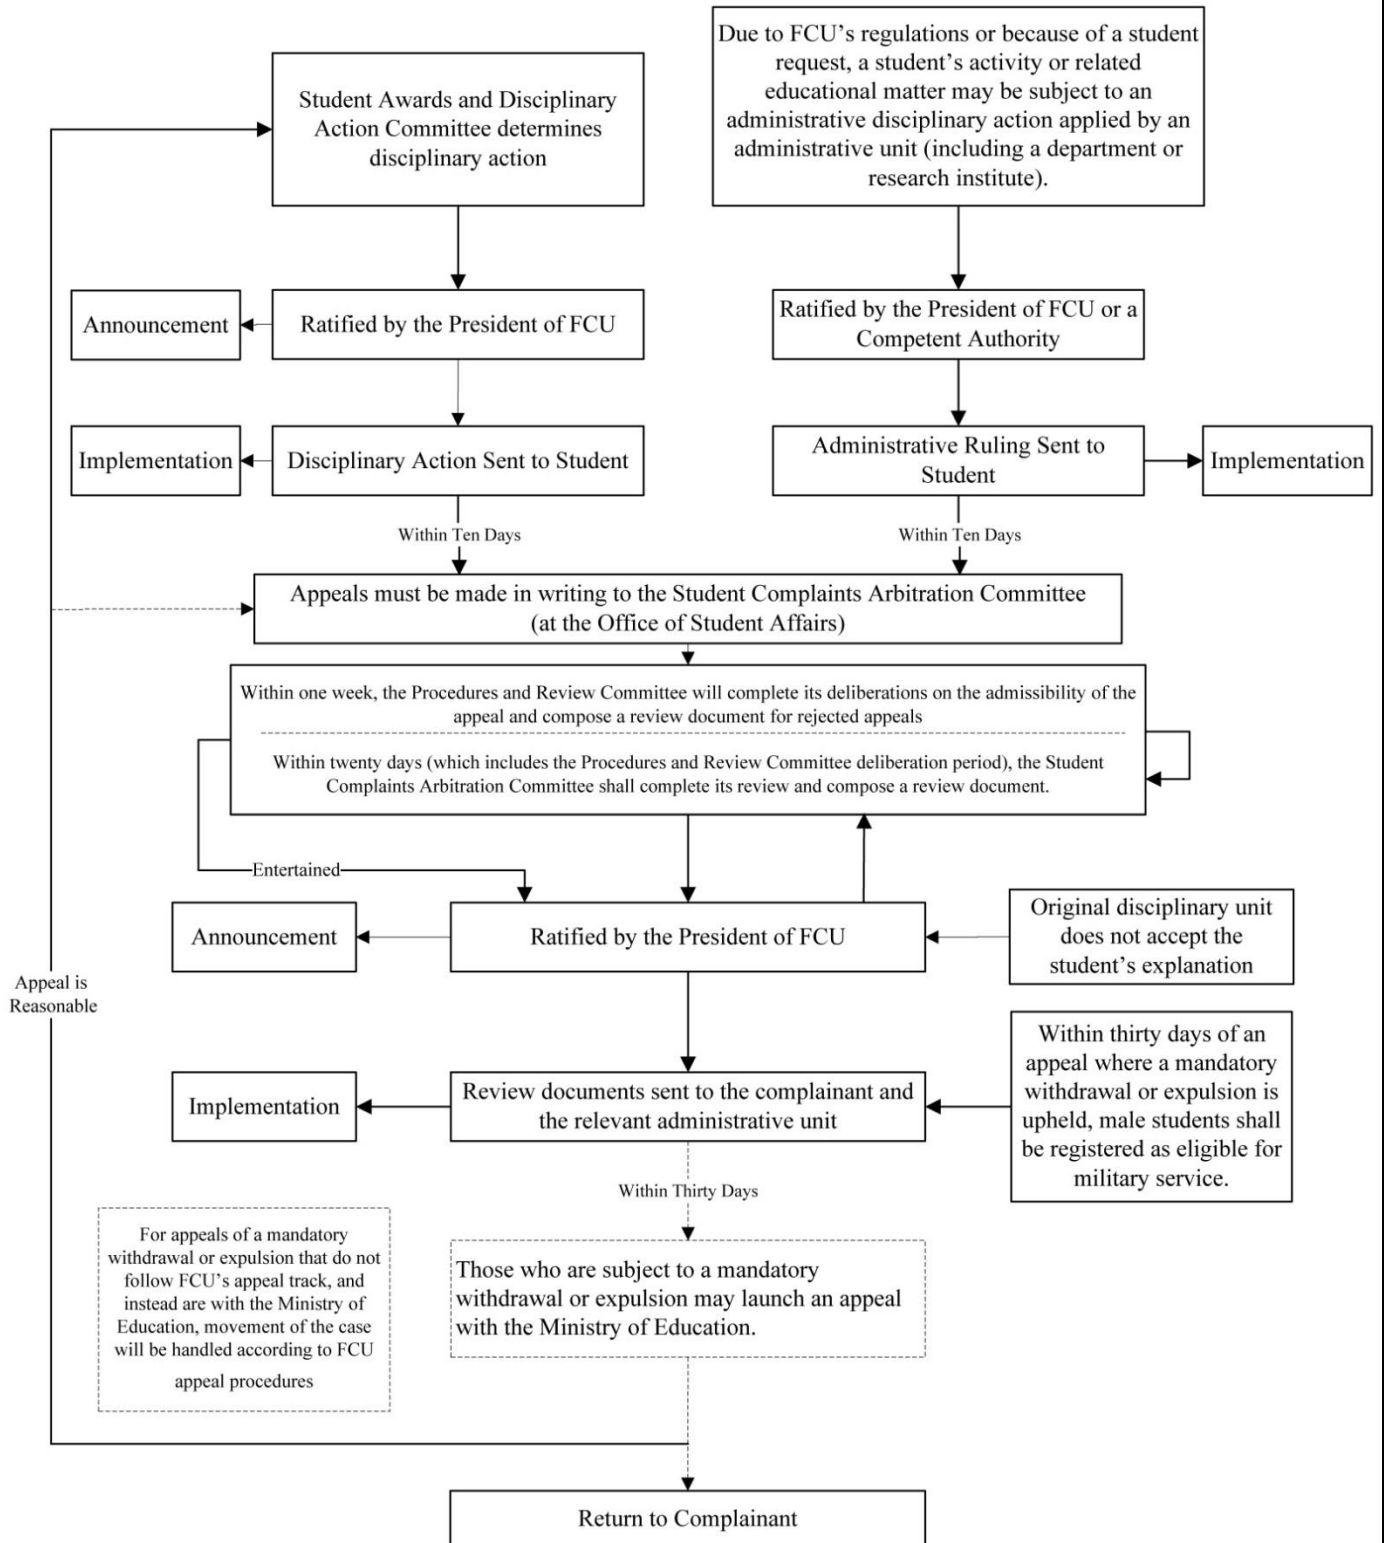 Student Awards and Disciplinary
Action Committee determines
disciplinary action
Due to FCU’s regulations or because of a student
request, a student’s activity or related
educational matter may be subject to an
administrative disciplinary action applied by an
administrative unit (including a department or
research institute).
Announcement
Ratified by the President of FCU
Ratified by the President of FCU or a
Competent Authority
Implementation
Disciplinary Action Sent to Student
Administrative Ruling Sent to
Student
Implementation
Within Ten Days
Within Ten Days
Appeals must be made in writing to the Student Complaints Arbitration Committee
(at the Office of Student Affairs)
Within one week, the Procedures and Review Committee will complete its deliberations on the admissibility of the
appeal and compose a review document for rejected appeals
Within twenty days (which includes the Procedures and Review Committee deliberation period), the Student
Complaints Arbitration Committee shall complete its review and compose a review document.
Entertained
Announcement
Ratified by the President of FCU
Original disciplinary unit
does not accept the
student’s explanation
Appeal is
Reasonable
Implementation
Review documents sent to the complainant and
the relevant administrative unit
Within thirty days of an
appeal where a mandatory
withdrawal or expulsion is
upheld, male students shall
be registered as eligible for
military service.
Within Thirty Days
For appeals of a mandatory
withdrawal or expulsion that do not
follow FCU’s appeal track, and
instead are with the Ministry of
Education, movement of the case
will be handled according to FCU
appeal procedures
Those who are subject to a mandatory
withdrawal or expulsion may launch an appeal
with the Ministry of Education.
Return to Complainant